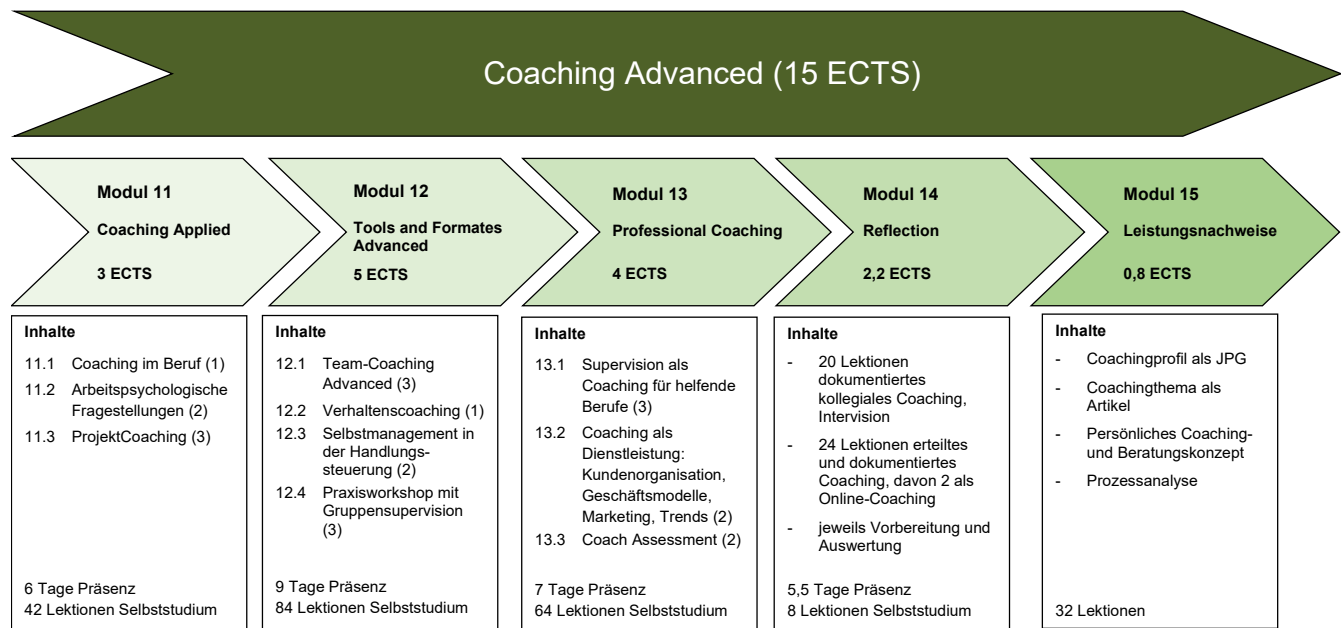 Coaching Advanced (15 ECTS)
Modul 11
Coaching Applied
3 ECTS
Modul 12
Tools and Formates
Advanced
5 ECTS
Modul 13
Professional Coaching
4 ECTS
Modul 14
Reflection
2,2 ECTS
Modul 15
Leistungsnachweise
0,8 ECTS
Inhalte
11.1 Coaching im Beruf (1)
11.2 Arbeitspsychologische
Fragestellungen (2)
11.3 ProjektCoaching (3)
6 Tage Präsenz
42 Lektionen Selbststudium
Inhalte
12.1 Team-Coaching
Advanced (3)
12.2 Verhaltenscoaching (1)
12.3 Selbstmanagement in
der Handlungs-
steuerung (2)
12.4 Praxisworkshop mit
Gruppensupervision
(3)
9 Tage Präsenz
84 Lektionen Selbststudium
Inhalte
13.1 Supervision als
Coaching für helfende
Berufe (3)
13.2 Coaching als
Dienstleistung:
Kundenorganisation,
Geschäftsmodelle,
Marketing, Trends (2)
13.3 Coach Assessment (2)
7 Tage Präsenz
64 Lektionen Selbststudium
Inhalte
- 20 Lektionen
dokumentiertes
kollegiales Coaching,
Intervision
- 24 Lektionen erteiltes
und dokumentiertes
Coaching, davon 2 als
Online-Coaching
- jeweils Vorbereitung und
Auswertung
5,5 Tage Präsenz
8 Lektionen Selbststudium
Inhalte
- Coachingprofil als JPG
- Coachingthema als
Artikel
- Persönliches Coaching-
und Beratungskonzept
- Prozessanalyse
32 Lektionen